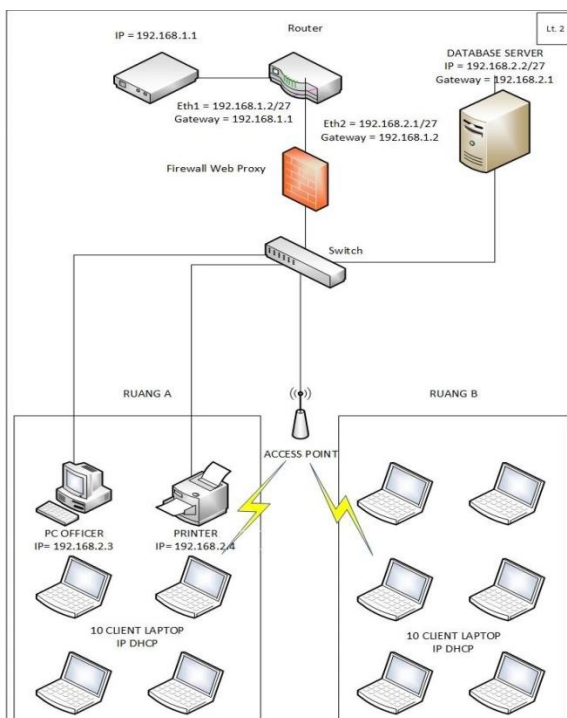 Lt. 2
IP = 192.168.1.1
Router
DATABASE SERVER
IP = 192.168.2.2/27
Gateway = 192.168.2.1
Eth1 = 192.168.1.2/27
Gateway = 192.168.1.1
Eth2 = 192.168.2.1/27
Gateway = 192.168.1.2
Firewall Web Proxy
Switch
RUANG A
RUANG B
ACCESS POINT
PC OFFICER
IP= 192.168.2.3
PRINTER
IP= 192.168.2.4
10 CLIENT LAPTOP
IP DHCP
10 CLIENT LAPTOP
IP DHCP